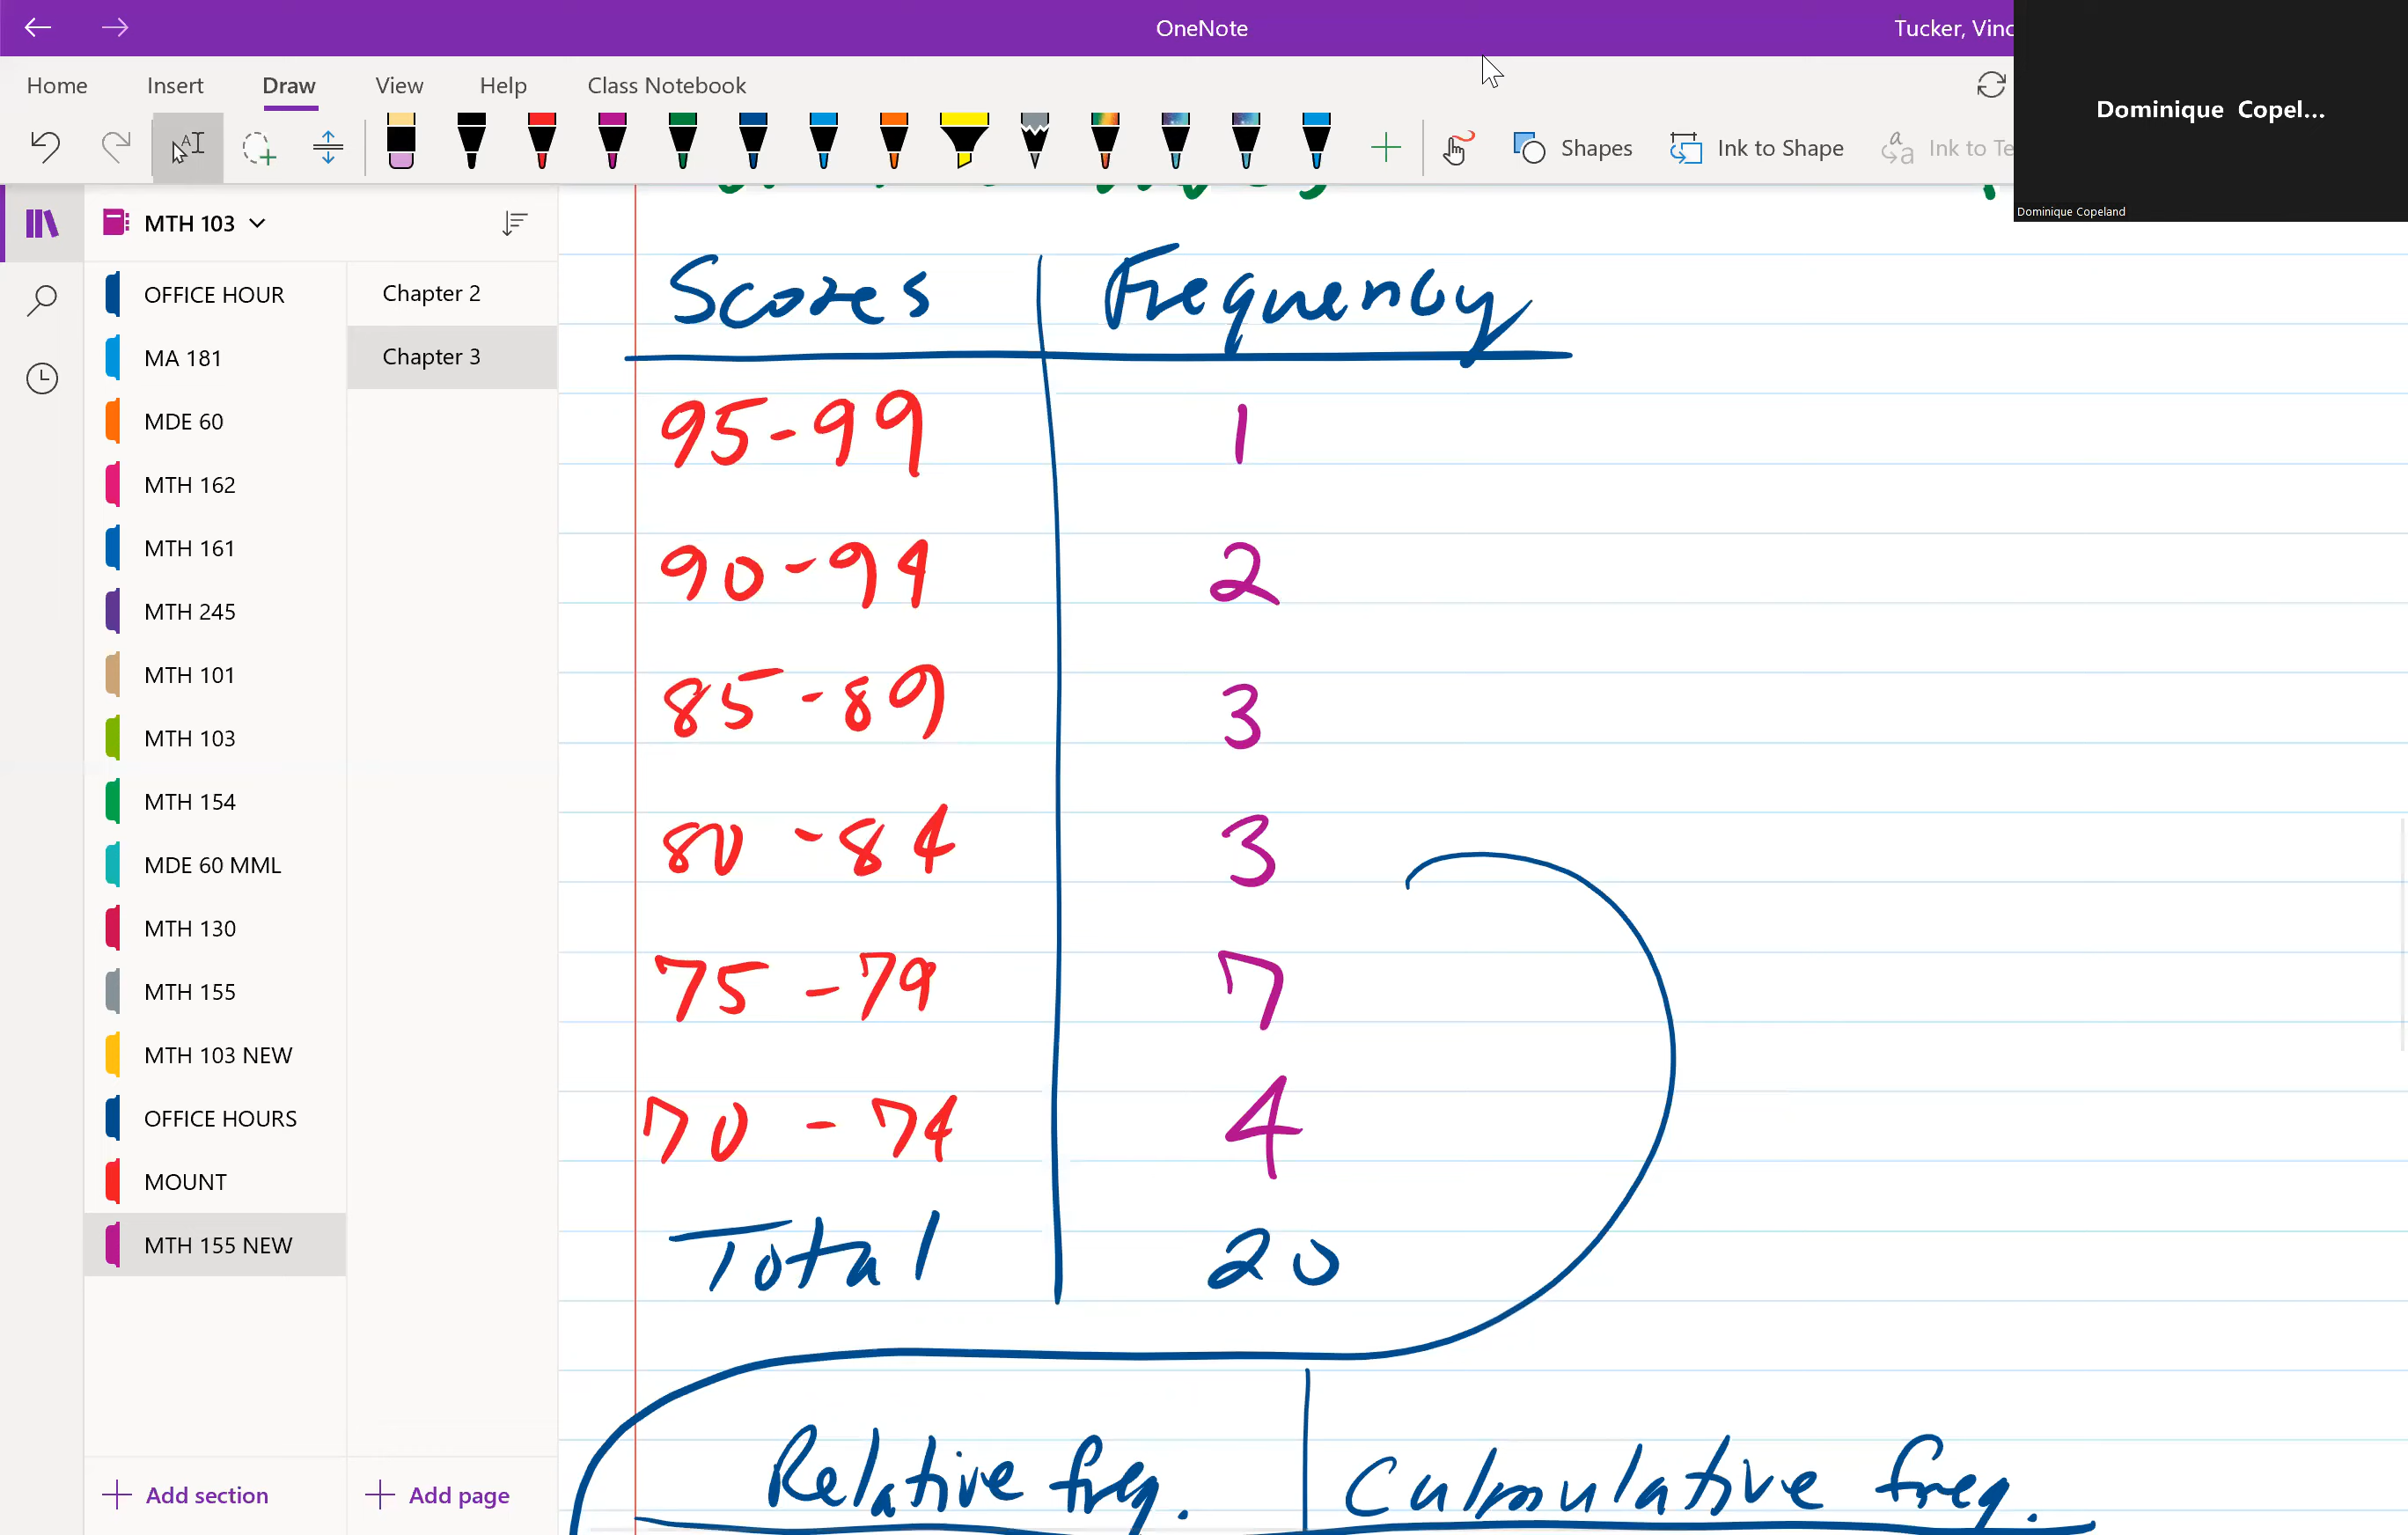 OneNote
Tucker, Vinc
Dominique Copel...
Dominique Copeland
Home Insert Draw View Help Class Notebook
Shapes Ink to Shape Ink to Te
MTH 103
OFFICE HOUR
MA 181
MDE 60
MTH 162
MTH 161
MTH 245
MTH 101
MTH 103
MTH 154
MDE 60 MML
MTH 130
MTH 155
MTH 103 NEW
OFFICE HOURS
MOUNT
MTH 155 NEW
Add section
Chapter 2
Chapter 3
Add page
Scores Frequency
95-99 1
90-94 2
85-89 3
80-84 3
75-79 7
70-74 4
Total 20
Relative freq. Culmulative freq.